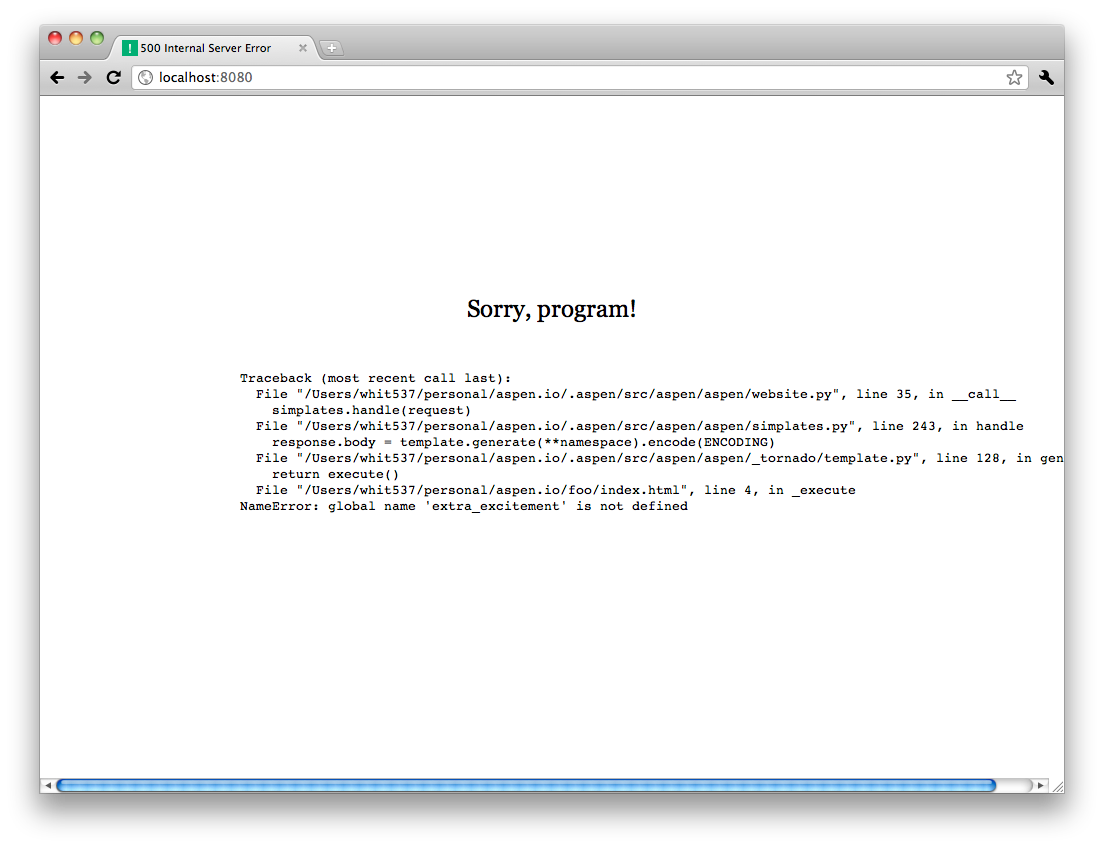 500 Internal Server Error
localhost:8080
Sorry, program!
Traceback (most recent call last):
  File "/Users/whit537/personal/aspen.io/.aspen/src/aspen/aspen/website.py", line 35, in __call__
    simplates.handle(request)
  File "/Users/whit537/personal/aspen.io/.aspen/src/aspen/aspen/simplates.py", line 243, in handle
    response.body = template.generate(**namespace).encode(ENCODING)
  File "/Users/whit537/personal/aspen.io/.aspen/src/aspen/aspen/_tornado/template.py", line 128, in gen
    return execute()
  File "/Users/whit537/personal/aspen.io/foo/index.html", line 4, in _execute
NameError: global name 'extra_excitement' is not defined